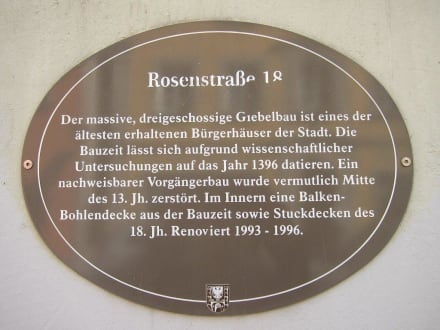 Rosenstraße 18
Der massive, dreigeschossige Giebelbau ist eines der
ältesten erhaltenen Bürgerhäuser der Stadt. Die
Bauzeit lässt sich aufgrund wissenschaftlicher
Untersuchungen auf das Jahr 1396 datieren. Ein
nachweisbarer Vorgängerbau wurde vermutlich Mitte
des 13. Jh. zerstört. Im Innern eine Balken-
Bohlendecke aus der Bauzeit sowie Stuckdecken des
18. Jh. Renoviert 1993 - 1996.